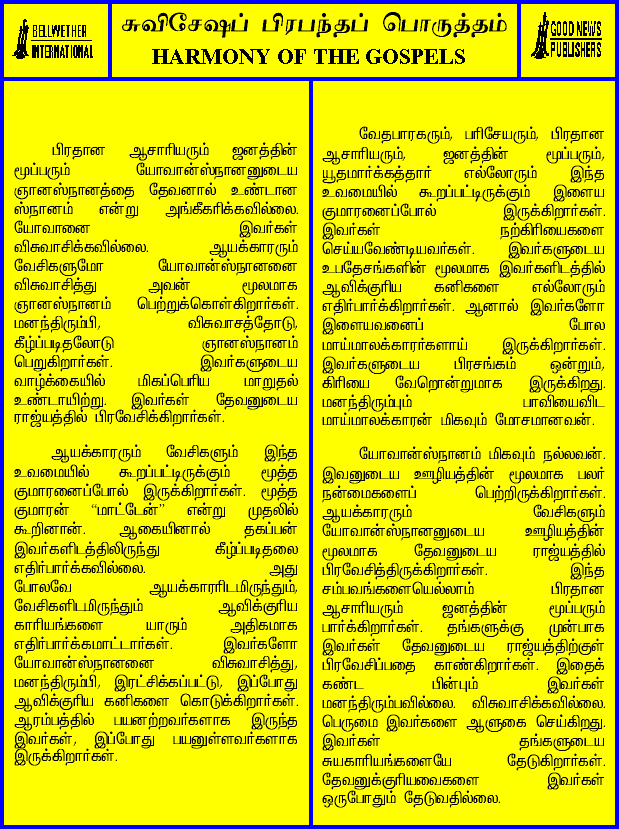 BELLWETHER
INTERNATIONAL
சுவிசேஷப் பிரபந்தப் பொருத்தம்
HARMONY OF THE GOSPELS
GOOD NEWS
PUBLISHERS
பிரதான ஆசாரியரும் ஜனத்தின்
மூப்பரும் யோவான்ஸ்நானனுடைய
ஞானஸ்நானத்தை தேவனால் உண்டான
ஸ்நானம் என்று அங்கீகரிக்கவில்லை.
யோவானை இவர்கள்
விசுவாசிக்கவில்லை. ஆயக்காரரும்
வேசிகளுமோ யோவான்ஸ்நானனை
விசுவாசித்து அவன் மூலமாக
ஞானஸ்நானம் பெற்றுக்கொள்கிறார்கள்.
மனந்திரும்பி, விசுவாசத்தோடு,
கீழ்ப்படிதலோடு ஞானஸ்நானம்
பெறுகிறார்கள். இவர்களுடைய
வாழ்க்கையில் மிகப்பெரிய மாறுதல்
உண்டாயிற்று. இவர்கள் தேவனுடைய
ராஜ்யத்தில் பிரவேசிக்கிறார்கள்.
ஆயக்காரரும் வேசிகளும் இந்த
உவமையில் கூறப்பட்டிருக்கும் மூத்த
குமாரனைப்போல் இருக்கிறார்கள். மூத்த
குமாரன் “மாட்டேன்” என்று முதலில்
கூறினான். ஆகையினால் தகப்பன்
இவர்களிடத்திலிருந்து கீழ்ப்படிதலை
எதிர்பார்க்கவில்லை. அது
போலவே ஆயக்காரரிடமிருந்தும்,
வேசிகளிடமிருந்தும் ஆவிக்குரிய
காரியங்களை யாரும் அதிகமாக
எதிர்பார்க்கமாட்டார்கள். இவர்களோ
யோவான்ஸ்நானனை விசுவாசித்து,
மனந்திரும்பி, இரட்சிக்கப்பட்டு, இப்போது
ஆவிக்குரிய கனிகளை கொடுக்கிறார்கள்.
ஆரம்பத்தில் பயனற்றவர்களாக இருந்த
இவர்கள், இப்போது பயனுள்ளவர்களாக
இருக்கிறார்கள்.
வேதபாரகரும், பரிசேயரும், பிரதான
ஆசாரியரும், ஜனத்தின் மூப்பரும்,
யூதமார்க்கத்தார் எல்லோரும் இந்த
உவமையில் கூறப்பட்டிருக்கும் இளைய
குமாரனைப்போல் இருக்கிறார்கள்.
இவர்கள் நற்கிரியைகளை
செய்யவேண்டியவர்கள். இவர்களுடைய
உபதேசங்களின் மூலமாக இவர்களிடத்தில்
ஆவிக்குரிய கனிகளை எல்லோரும்
எதிர்பார்க்கிறார்கள். ஆனால் இவர்களோ
இளையவனைப் போல
மாய்மாலக்காரர்களாய் இருக்கிறார்கள்.
இவர்களுடைய பிரசங்கம் ஒன்றும்,
கிரியை வேறொன்றுமாக இருக்கிறது.
மனந்திரும்பும் பாவியைவிட
மாய்மாலக்காரன் மிகவும் மோசமானவன்.
யோவான்ஸ்நானம் மிகவும் நல்லவன்.
இவனுடைய ஊழியத்தின் மூலமாக பலர்
நன்மைகளைப் பெற்றிருக்கிறார்கள்.
ஆயக்காரரும் வேசிகளும்
யோவான்ஸ்நானனுடைய ஊழியத்தின்
மூலமாக தேவனுடைய ராஜ்யத்தில்
பிரவேசித்திருக்கிறார்கள். இந்த
சம்பவங்களையெல்லாம் பிரதான
ஆசாரியரும் ஜனத்தின் மூப்பரும்
பார்க்கிறார்கள். தங்களுக்கு முன்பாக
இவர்கள் தேவனுடைய ராஜ்யத்திற்குள்
பிரவேசிப்பதை காண்கிறார்கள். இதைக்
கண்ட பின்பும் இவர்கள்
மனந்திரும்பவில்லை. விசுவாசிக்கவில்லை.
பெருமை இவர்களை ஆளுகை செய்கிறது.
இவர்கள் தங்களுடைய
சுயகாரியங்களையே தேடுகிறார்கள்.
தேவனுக்குரியவைகளை இவர்கள்
ஒருபோதும் தேடுவதில்லை.